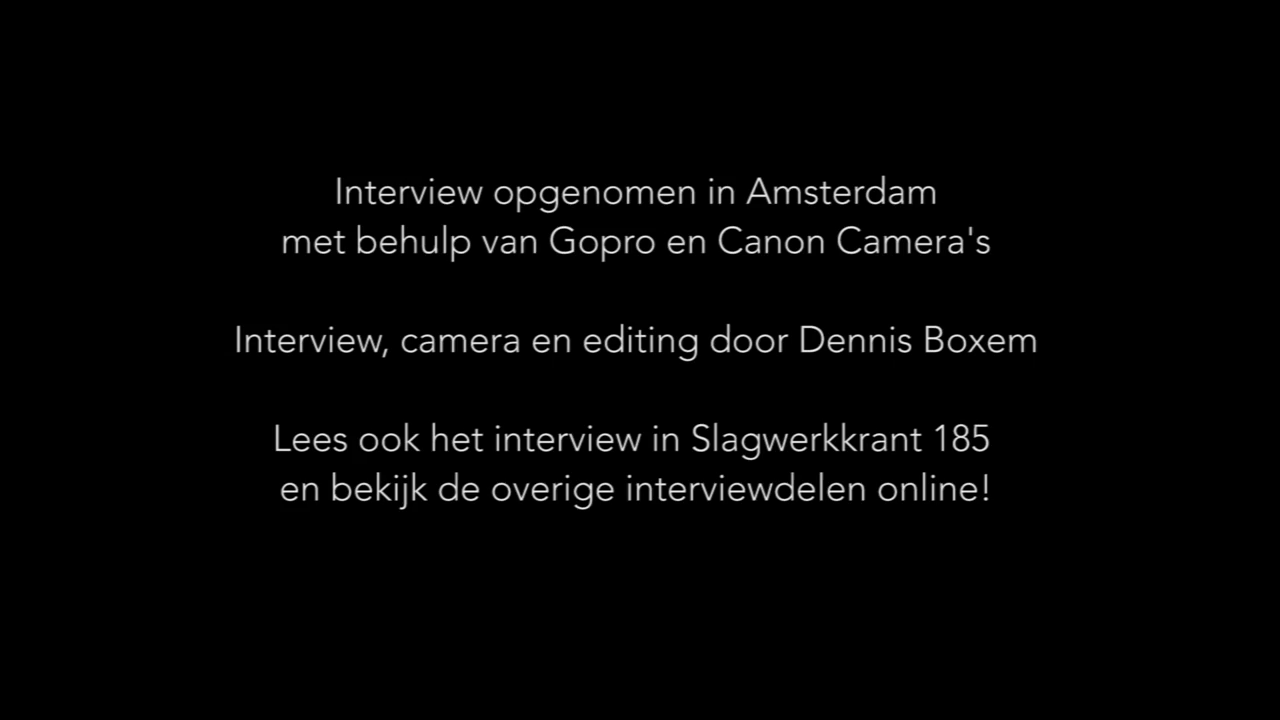 Interview opgenomen in Amsterdam
met behulp van Gopro en Canon Camera's
Interview, camera en editing door Dennis Boxem
Lees ook het interview in Slagwerkkrant 185
en bekijk de overige interviewdelen online!